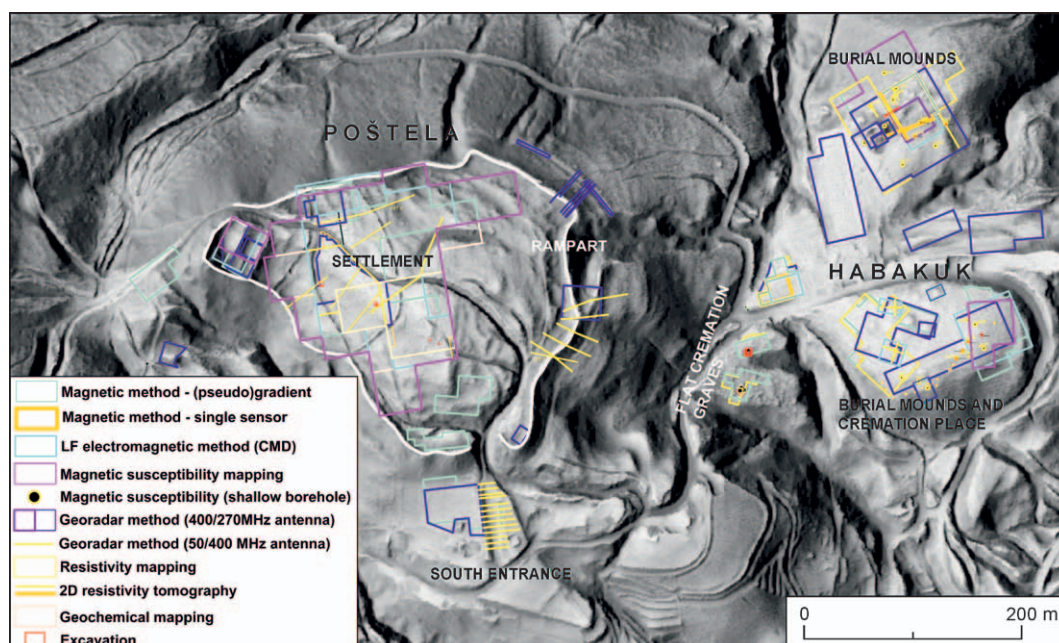 BURIAL MOUNDS
POŠTELA
RAMPART
SETTLEMENT
HABAKUK
FLAT CREMATION
GRAVES
BURIAL MOUNDS AND
CREMATION PLACE
SOUTH ENTRANCE
Magnetic method - (pseudo)gradient
Magnetic method - single sensor
LF electromagnetic method (CMD)
Magnetic susceptibility mapping
Magnetic susceptibility (shallow borehole)
Georadar method (400/270MHz antenna)
Georadar method (50/400 MHz antenna)
Resistivity mapping
2D resistivity tomography
Geochemical mapping
Excavation
0 200 m